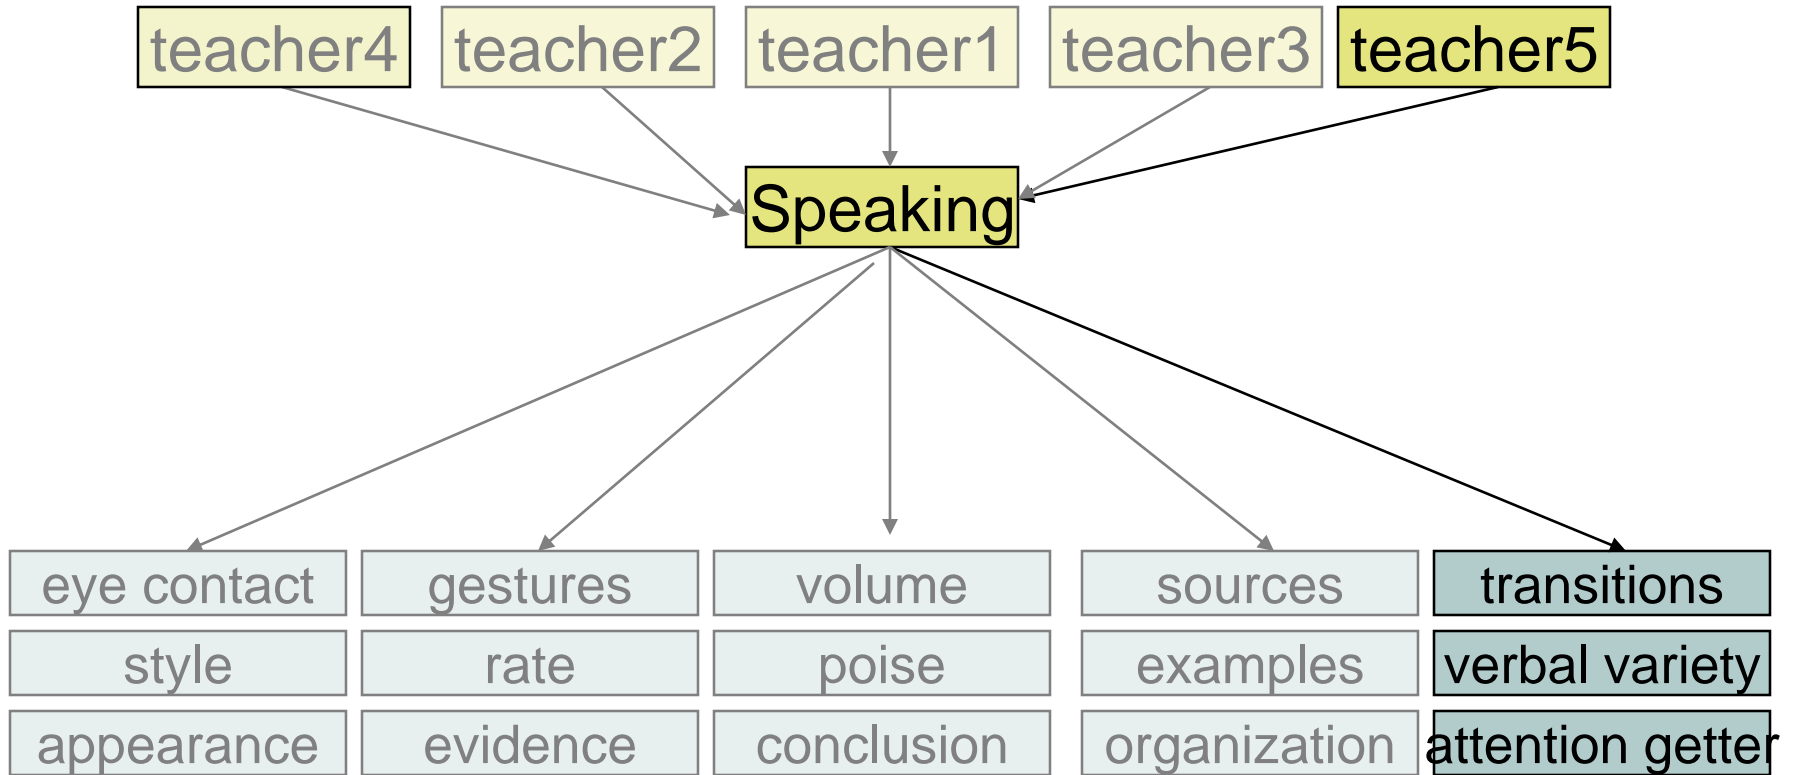 teacher4 teacher2 teacher1 teacher3 teacher5
Speaking
eye contact gestures volume sources transitions
style rate poise examples verbal variety
appearance evidence conclusion organization attention getter